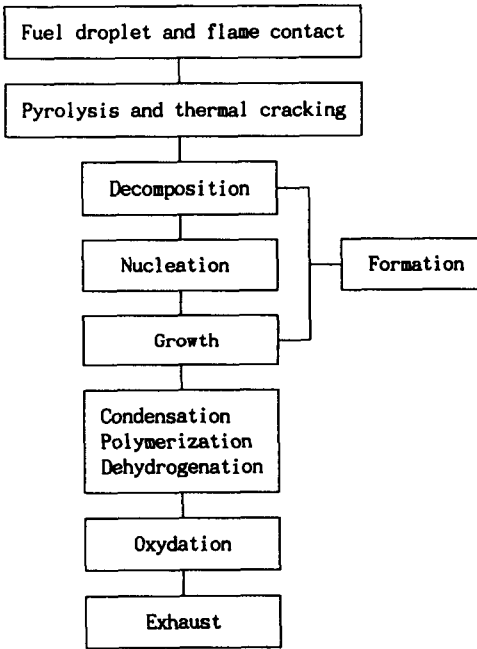 Fuel droplet and flame contact
Pyrolysis and thermal cracking
Decomposition
Nucleation
Formation
Growth
Condensation
Polymerization
Dehydrogenation
Oxydation
Exhaust